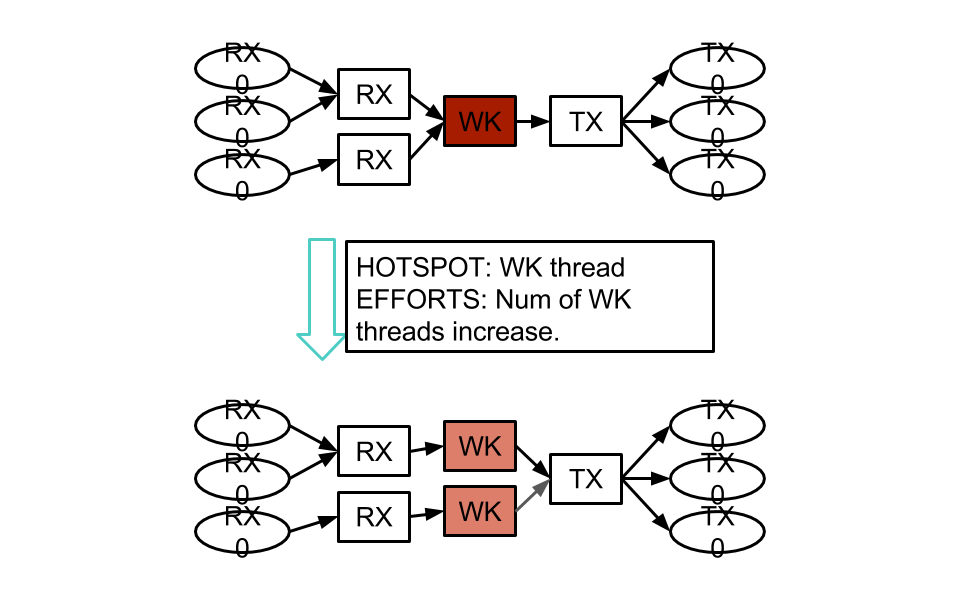 RX
0
RX
0
RX
0
RX
RX
WK
TX
TX
0
TX
0
TX
0
HOTSPOT: WK thread
EFFORTS: Num of WK
threads increase.
RX
0
RX
0
RX
0
RX
RX
WK
WK
TX
TX
0
TX
0
TX
0